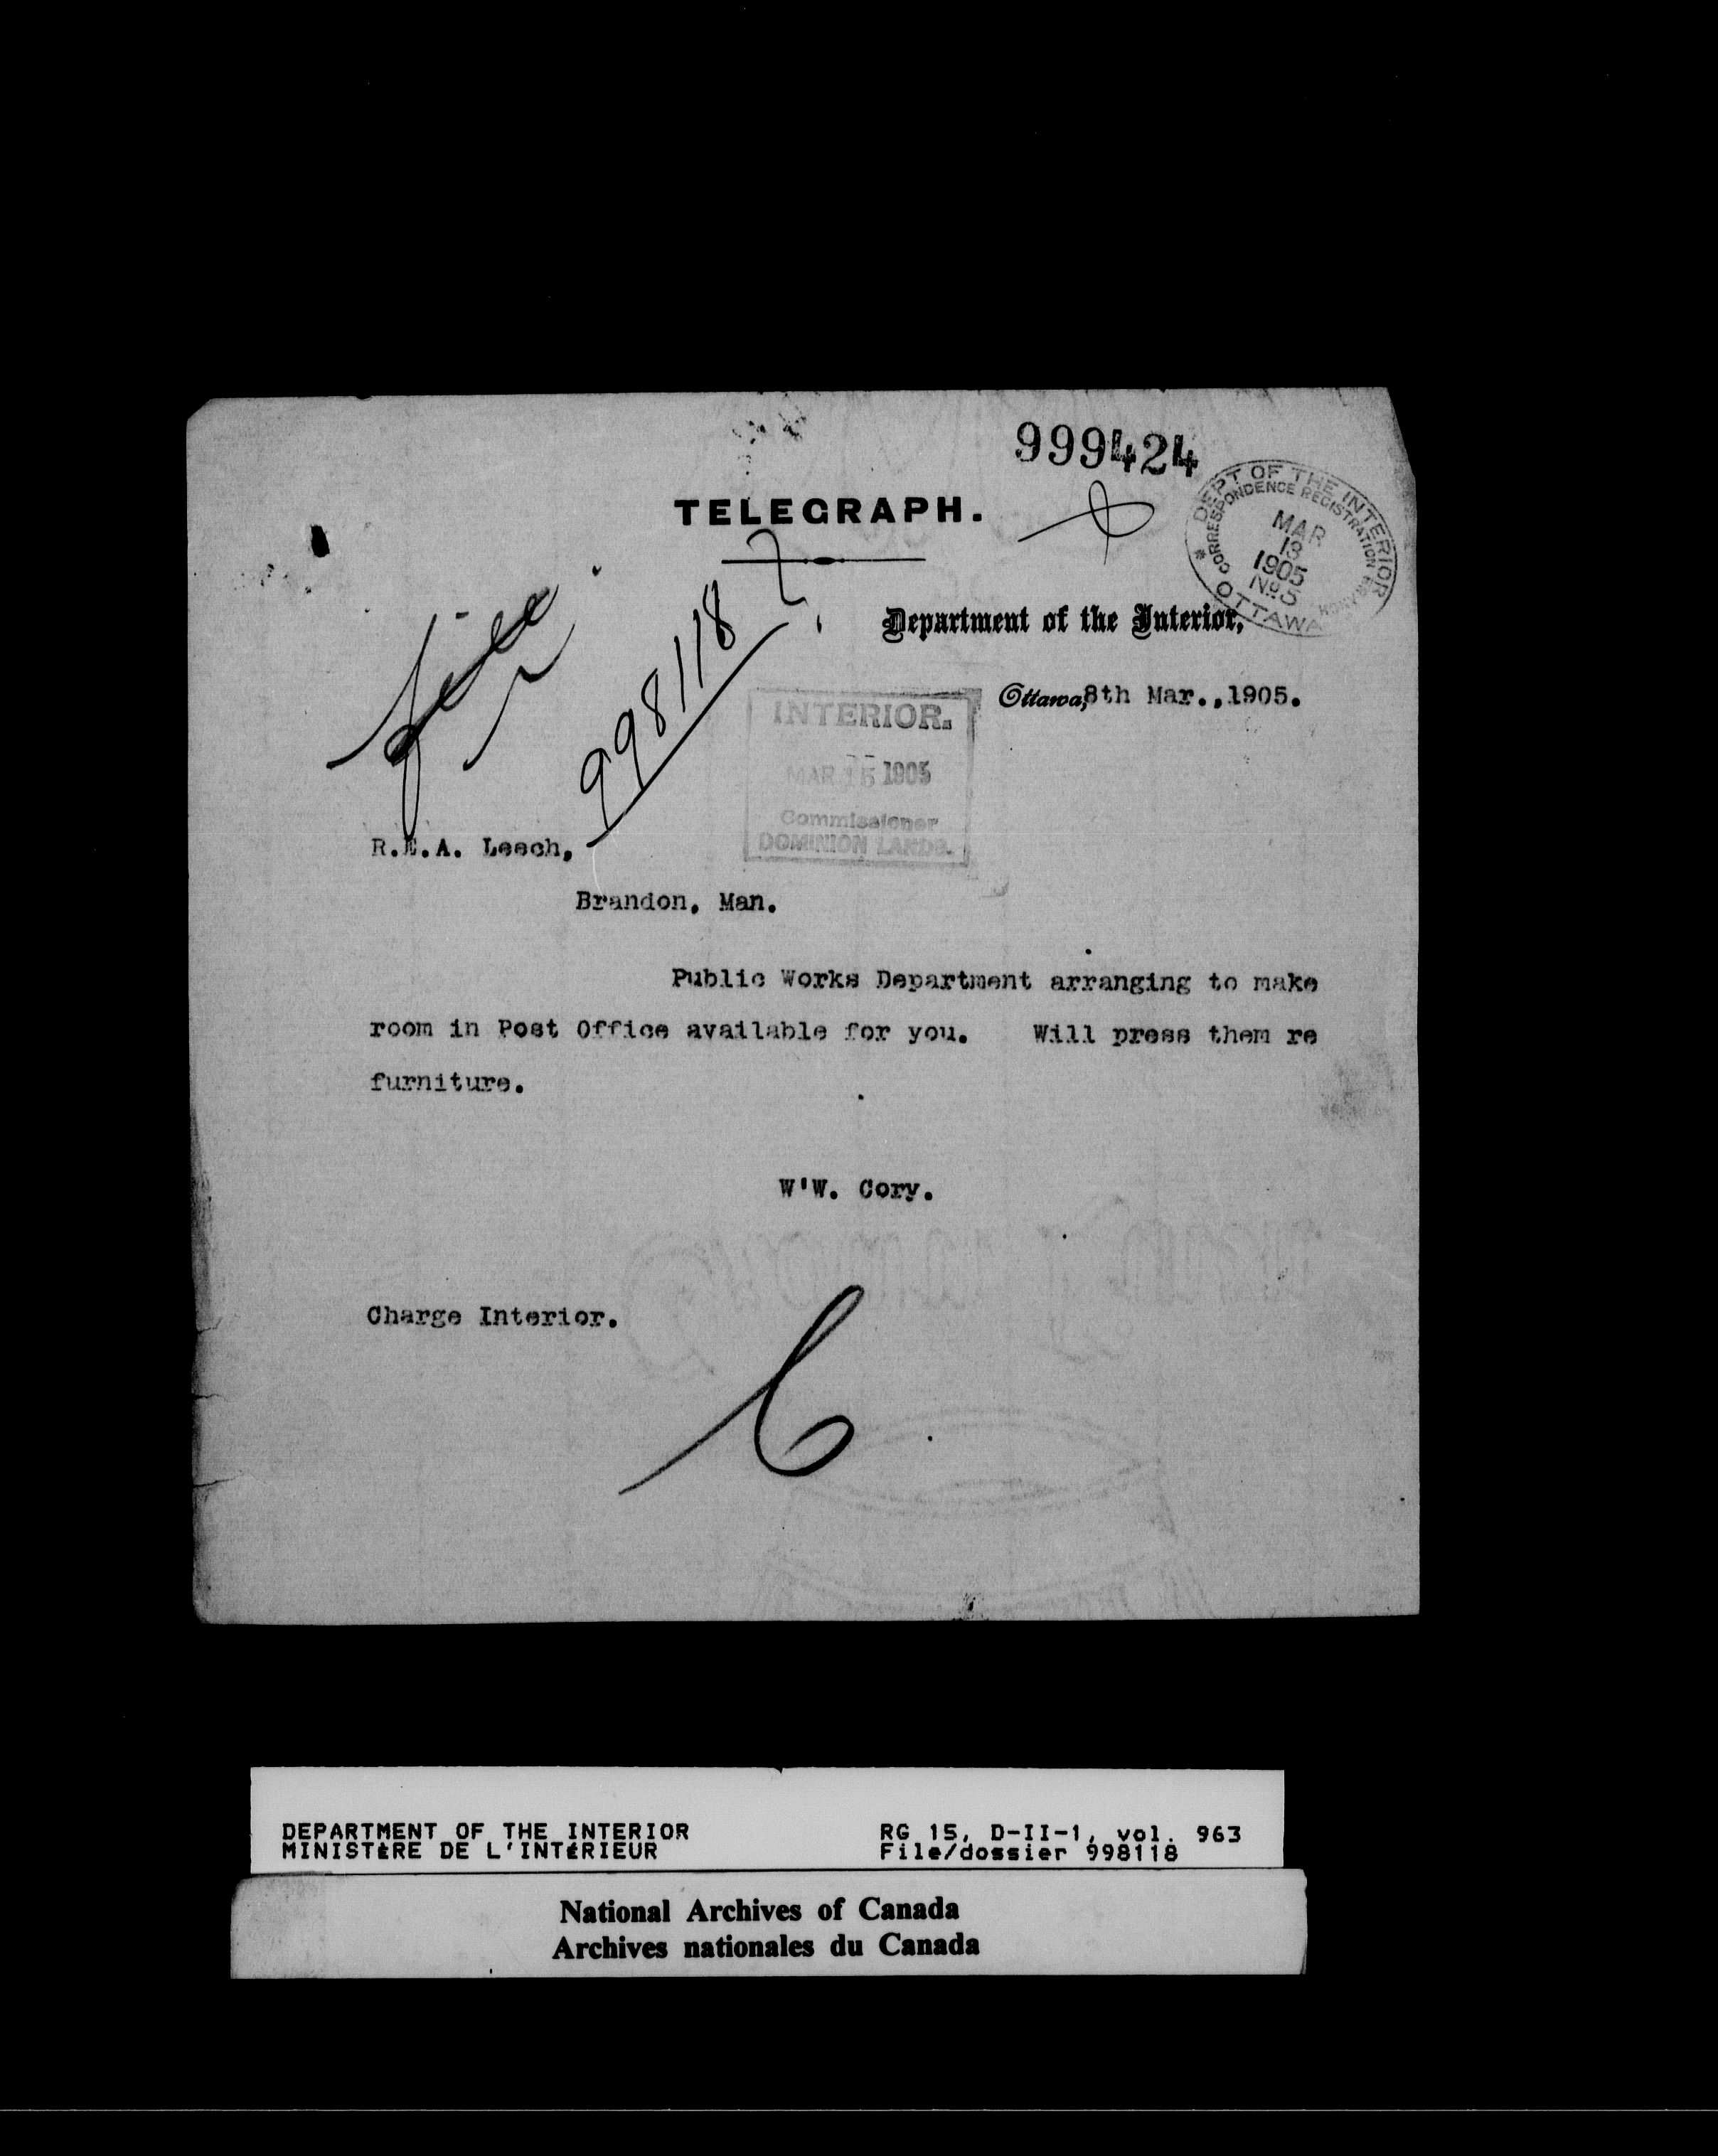 999424
TELEGRAPH.
DEPT OF THE INTERIOR
CORRESPONDENCE REGISTRATION BRANCH
MAR
13
1905
No. 5
OTTAWA
File
998118
Department of the Interior,
Ottawa, 8th Mar., 1905.
INTERIOR.
MAR 15 1905
Commissioner
DOMINION LANDS.
R.E.A. Leech,
Brandon, Man.
Public Works Department arranging to make
room in Post Office available for you. Will press them re
furniture.
W'W. Cory.
Charge Interior.
C
DEPARTMENT OF THE INTERIOR
MINISTÈRE DE L'INTÉRIEUR
RG 15, D-II-1, vol. 963
File/dossier 998118
National Archives of Canada
Archives nationales du Canada